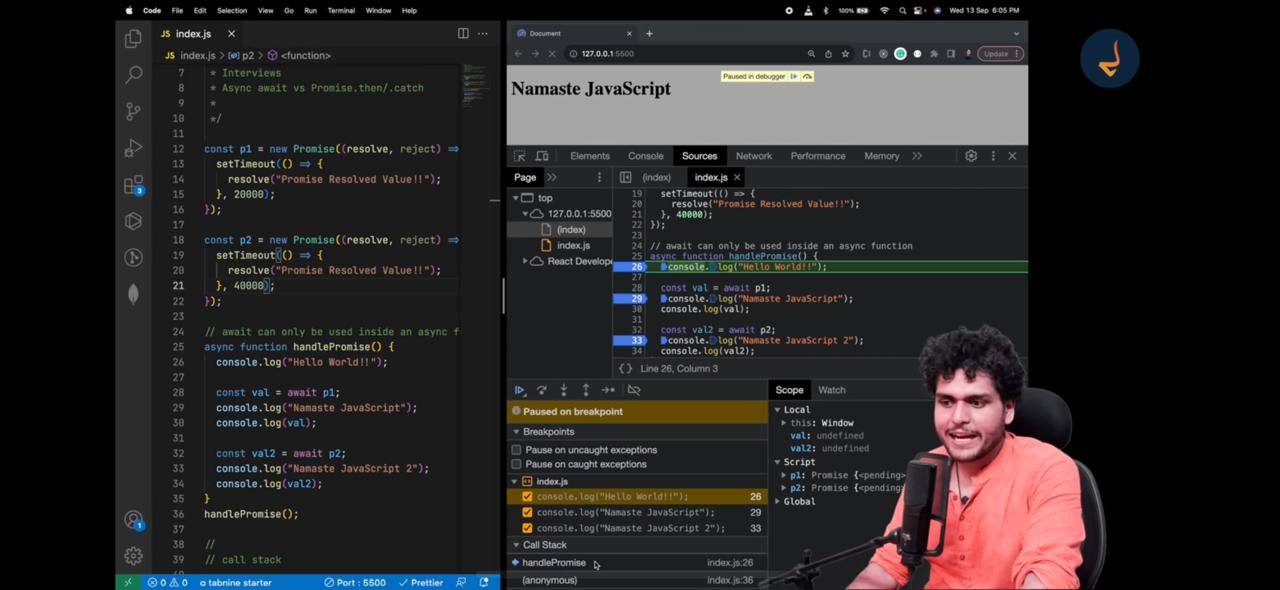 Code File Edit Selection View Go Run Terminal Window Help
100% Wed 13 Sep 6:05 PM
index.js
index.js > p2 > <function>
7 * Interviews
8 * Async await vs Promise.then/.catch
9 *
10 */
11
12 const p1 = new Promise((resolve, reject) =>
13 setTimeout(() => {
14 resolve("Promise Resolved Value!!");
15 }, 20000);
16 });
17
18 const p2 = new Promise((resolve, reject) =>
19 setTimeout(() => {
20 resolve("Promise Resolved Value!!");
21 }, 40000);
22 });
23
24 // await can only be used inside an async f
25 async function handlePromise() {
26 console.log("Hello World!!");
27
28 const val = await p1;
29 console.log("Namaste JavaScript");
30 console.log(val);
31
32 const val2 = await p2;
33 console.log("Namaste JavaScript 2");
34 console.log(val2);
35 }
36 handlePromise();
37
38 //
39 // call stack
3
1
0 0 tabnine starter Port : 5500 Prettier
Document
127.0.0.1:5500
Update
Paused in debugger
Namaste JavaScript
Elements Console Sources Network Performance Memory
Page
(index) index.js
top
127.0.0.1:5500
(index)
index.js
React Develope
19 setTimeout(() => {
20 resolve("Promise Resolved Value!!");
21 }, 40000);
22 });
23
24 // await can only be used inside an async function
25 async function handlePromise() {
26 console.log("Hello World!!");
27
28 const val = await p1;
29 console.log("Namaste JavaScript");
30 console.log(val);
31
32 const val2 = await p2;
33 console.log("Namaste JavaScript 2");
34 console.log(val2);
{} Line 26, Column 3
Paused on breakpoint
Breakpoints
Pause on uncaught exceptions
Pause on caught exceptions
index.js
console.log("Hello World!!"); 26
console.log("Namaste JavaScript"); 29
console.log("Namaste JavaScript 2"); 33
Call Stack
handlePromise index.js:26
(anonymous) index.js:36
Scope Watch
Local
this: Window
val: undefined
val2: undefined
Script
p1: Promise {<pending>
p2: Promise {<pending>
Global